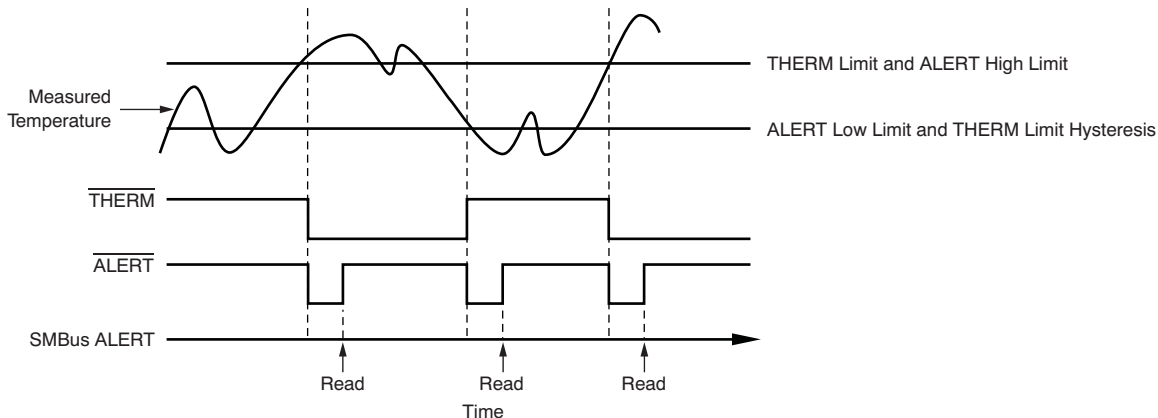 THERM Limit and ALERT High Limit
Measured
Temperature
ALERT Low Limit and THERM Limit Hysteresis
THERM
ALERT
SMBus ALERT
Read
Read
Read
Time